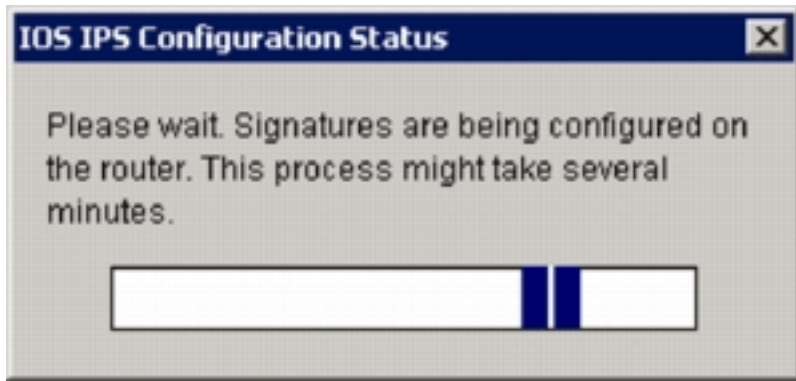 IOS IPS Configuration Status
Please wait. Signatures are being configured on
the router. This process might take several
minutes.